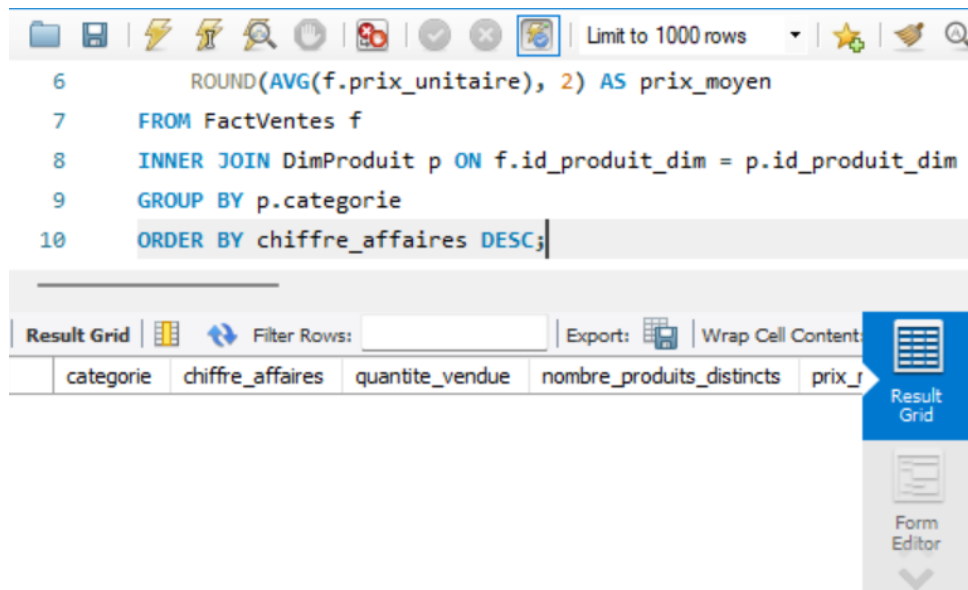 Limit to 1000 rows
6 ROUND(AVG(f.prix_unitaire), 2) AS prix_moyen
7 FROM FactVentes f
8 INNER JOIN DimProduit p ON f.id_produit_dim = p.id_produit_dim
9 GROUP BY p.categorie
10 ORDER BY chiffre_affaires DESC;
Result Grid Filter Rows: Export: Wrap Cell Content:
categorie chiffre_affaires quantite_vendue nombre_produits_distincts
Result
Grid
Form
Editor